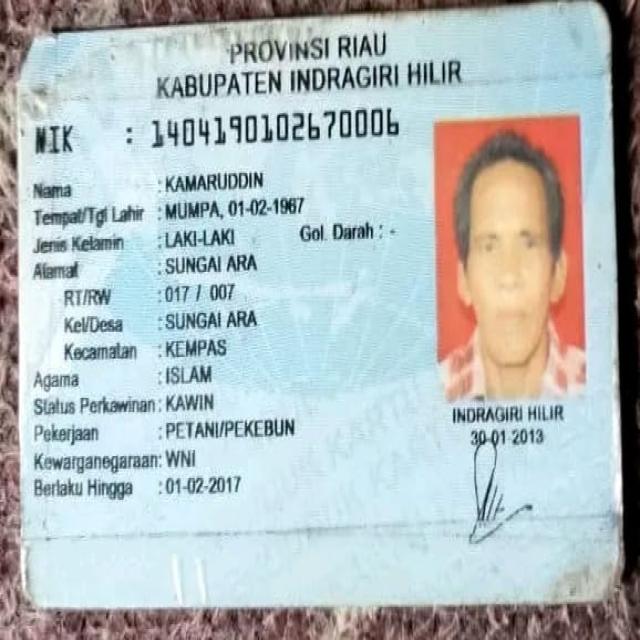 PROVINSI RIAU
KABUPATEN INDRAGIRI HILIR
NIK : 1404190102670006
Nama : KAMARUDDIN
Tempat/Tgl Lahir : MUMPA, 01-02-1967
Jenis Kelamin : LAKI-LAKI Gol. Darah : -
Alamat : SUNGAI ARA
RT/RW : 017 / 007
Kel/Desa : SUNGAI ARA
Kecamatan : KEMPAS
Agama : ISLAM
Status Perkawinan : KAWIN
Pekerjaan : PETANI/PEKEBUN
Kewarganegaraan : WNI
Berlaku Hingga : 01-02-2017
INDRAGIRI HILIR
30-01-2013